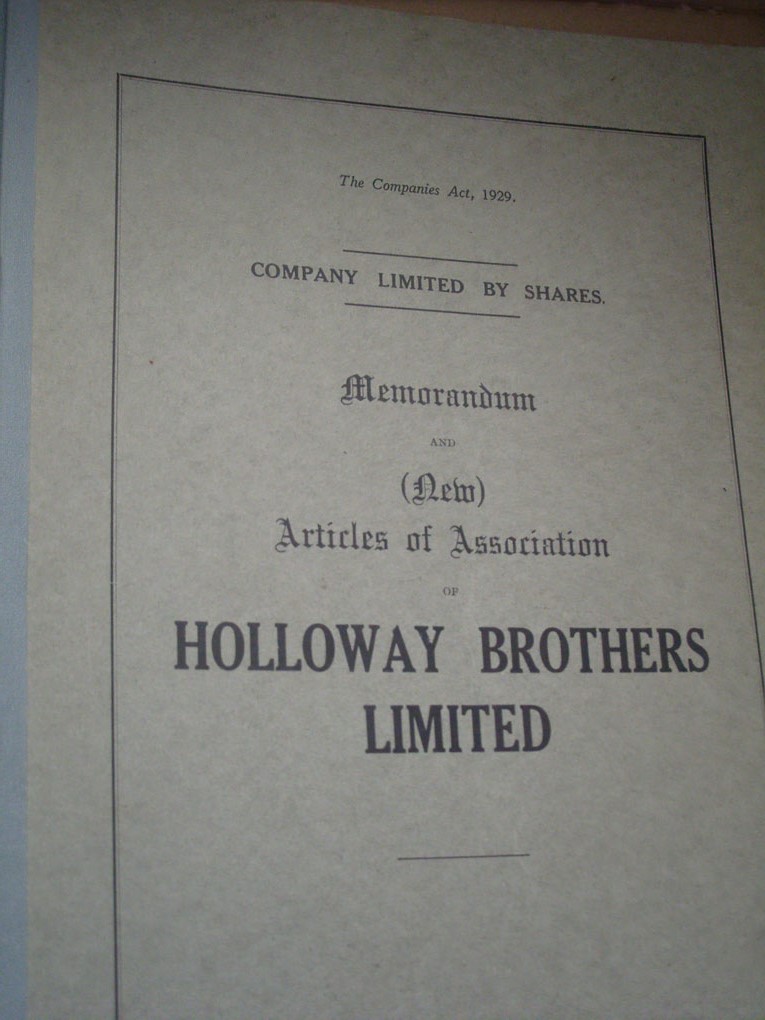 The Companies Act, 1929.
COMPANY LIMITED BY SHARES.
Memorandum
AND
(New)
Articles of Association
OF
HOLLOWAY BROTHERS
LIMITED